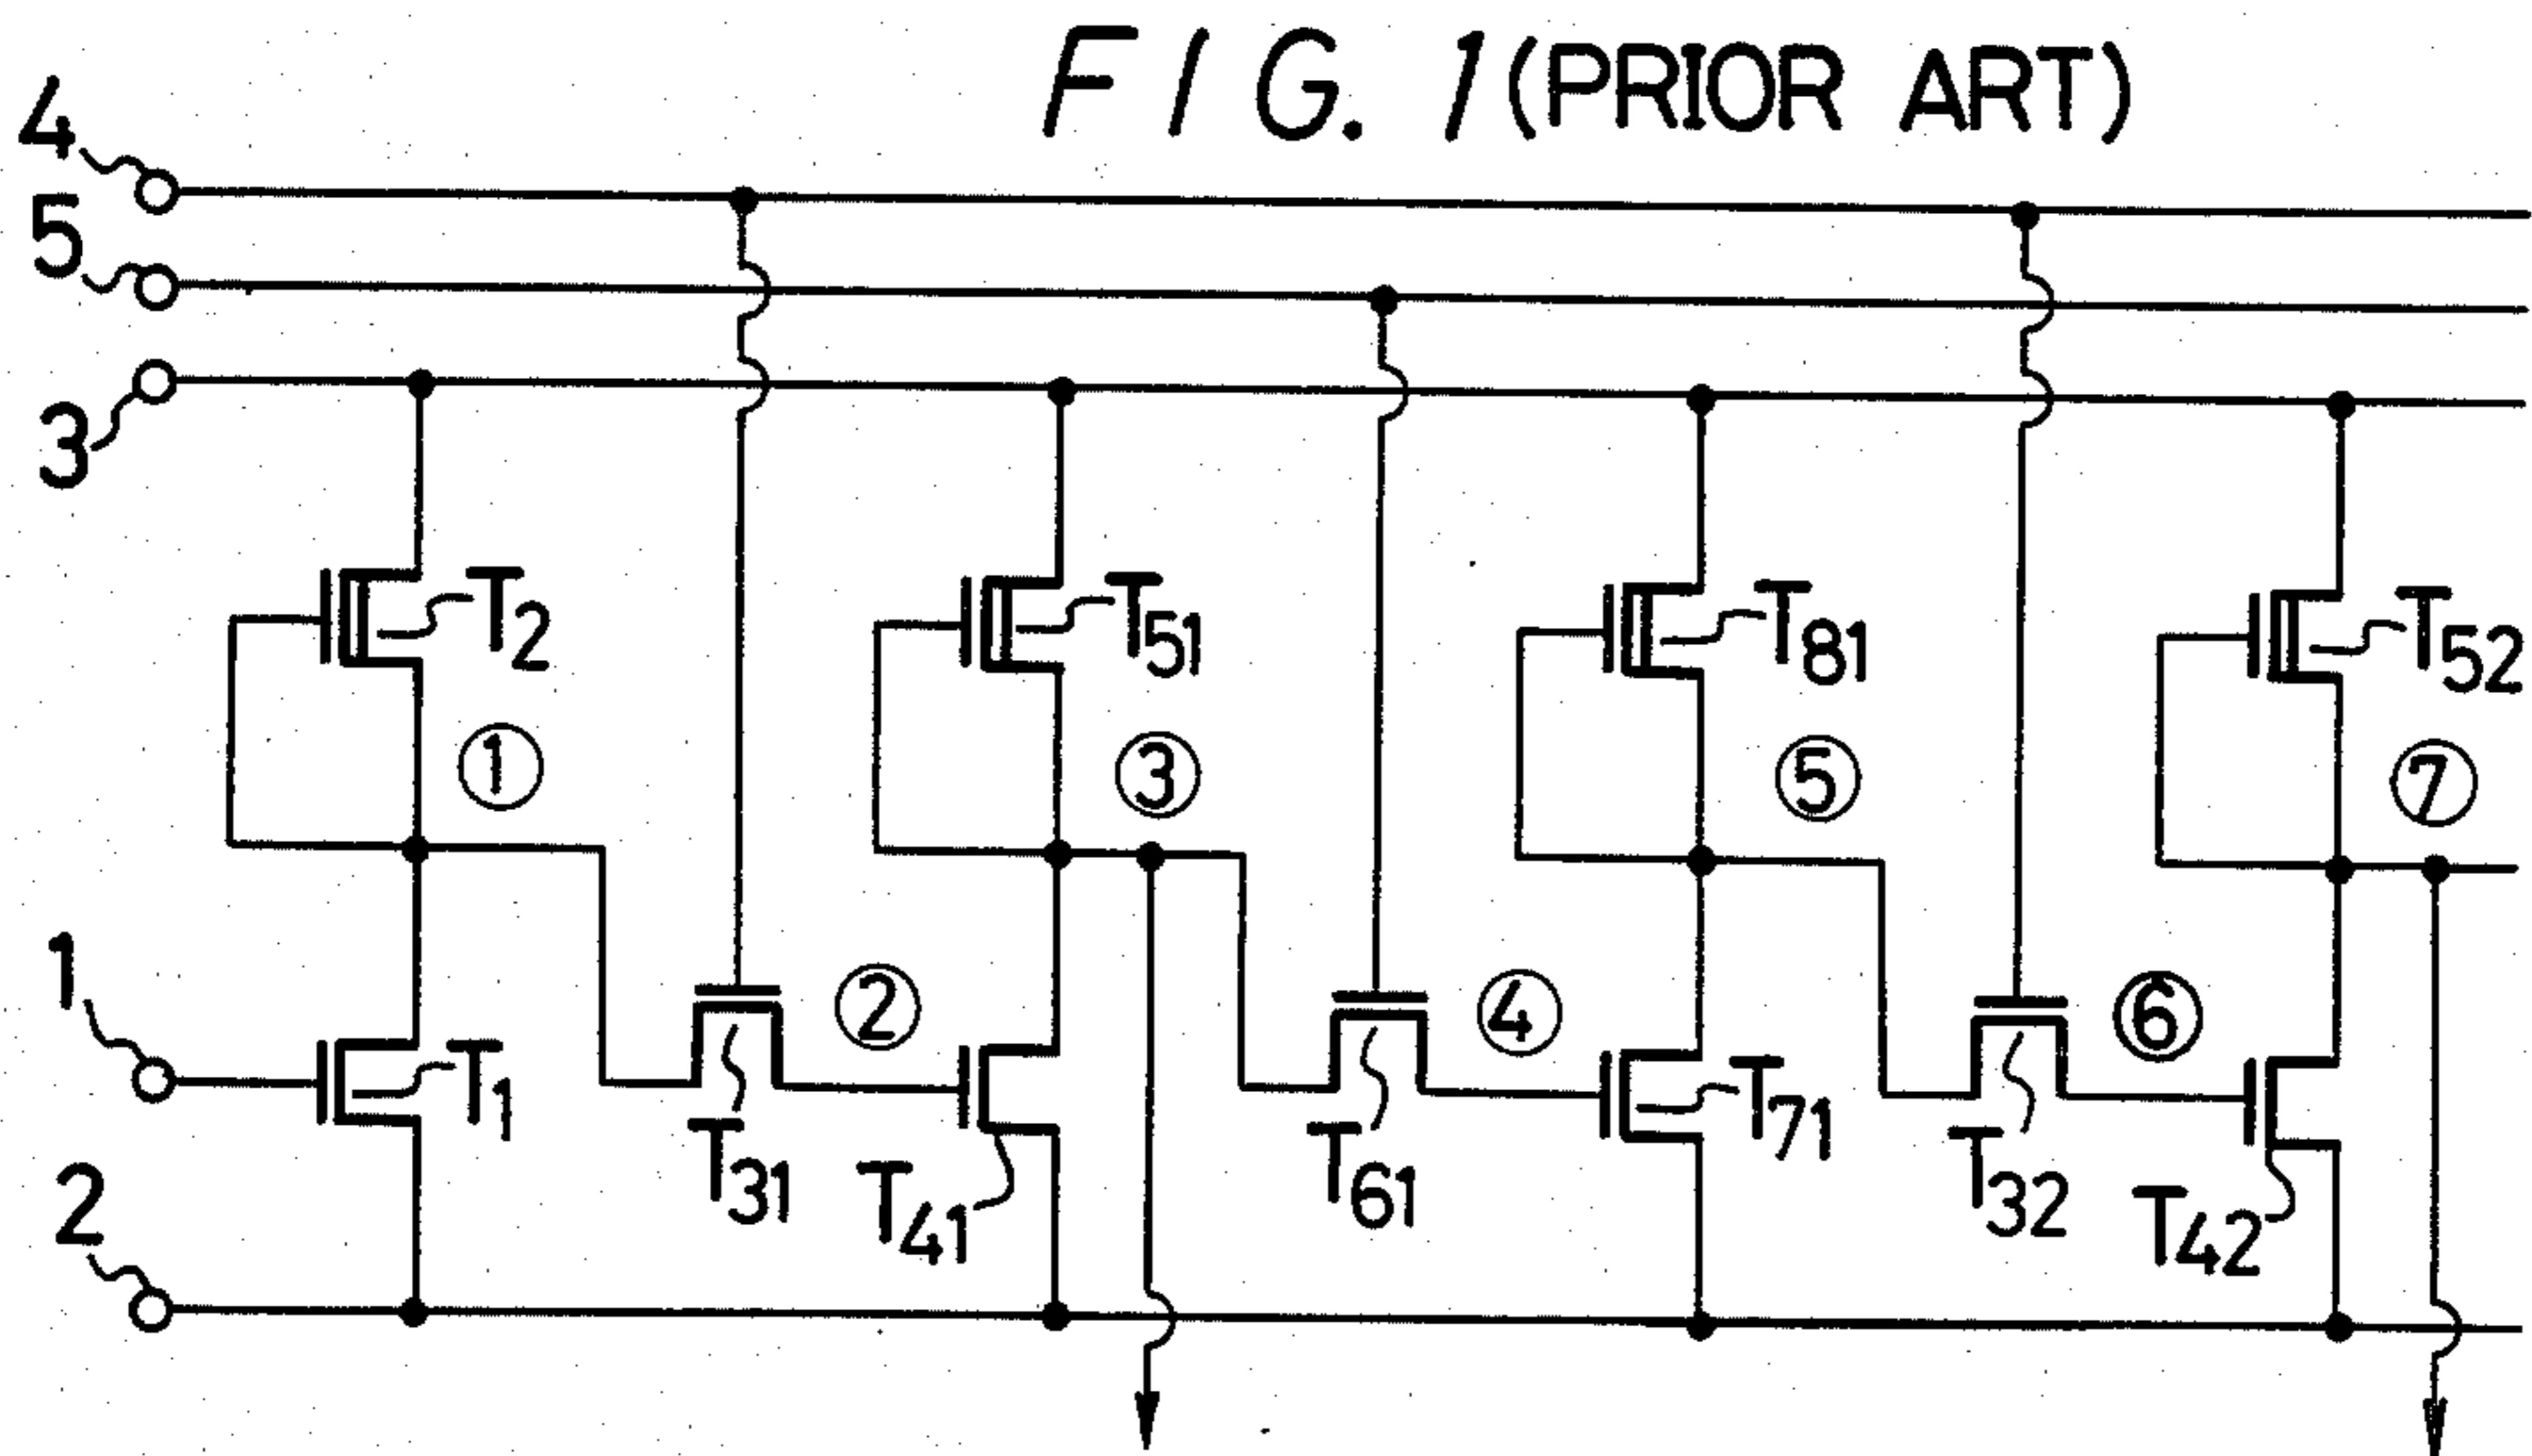 FIG. 1 (PRIOR ART)
4
5
3
T2
T51
T81
T52
①
③
⑤
⑦
1
②
④
⑥
T1
T71
T31
T61
T32
2
T41
T42